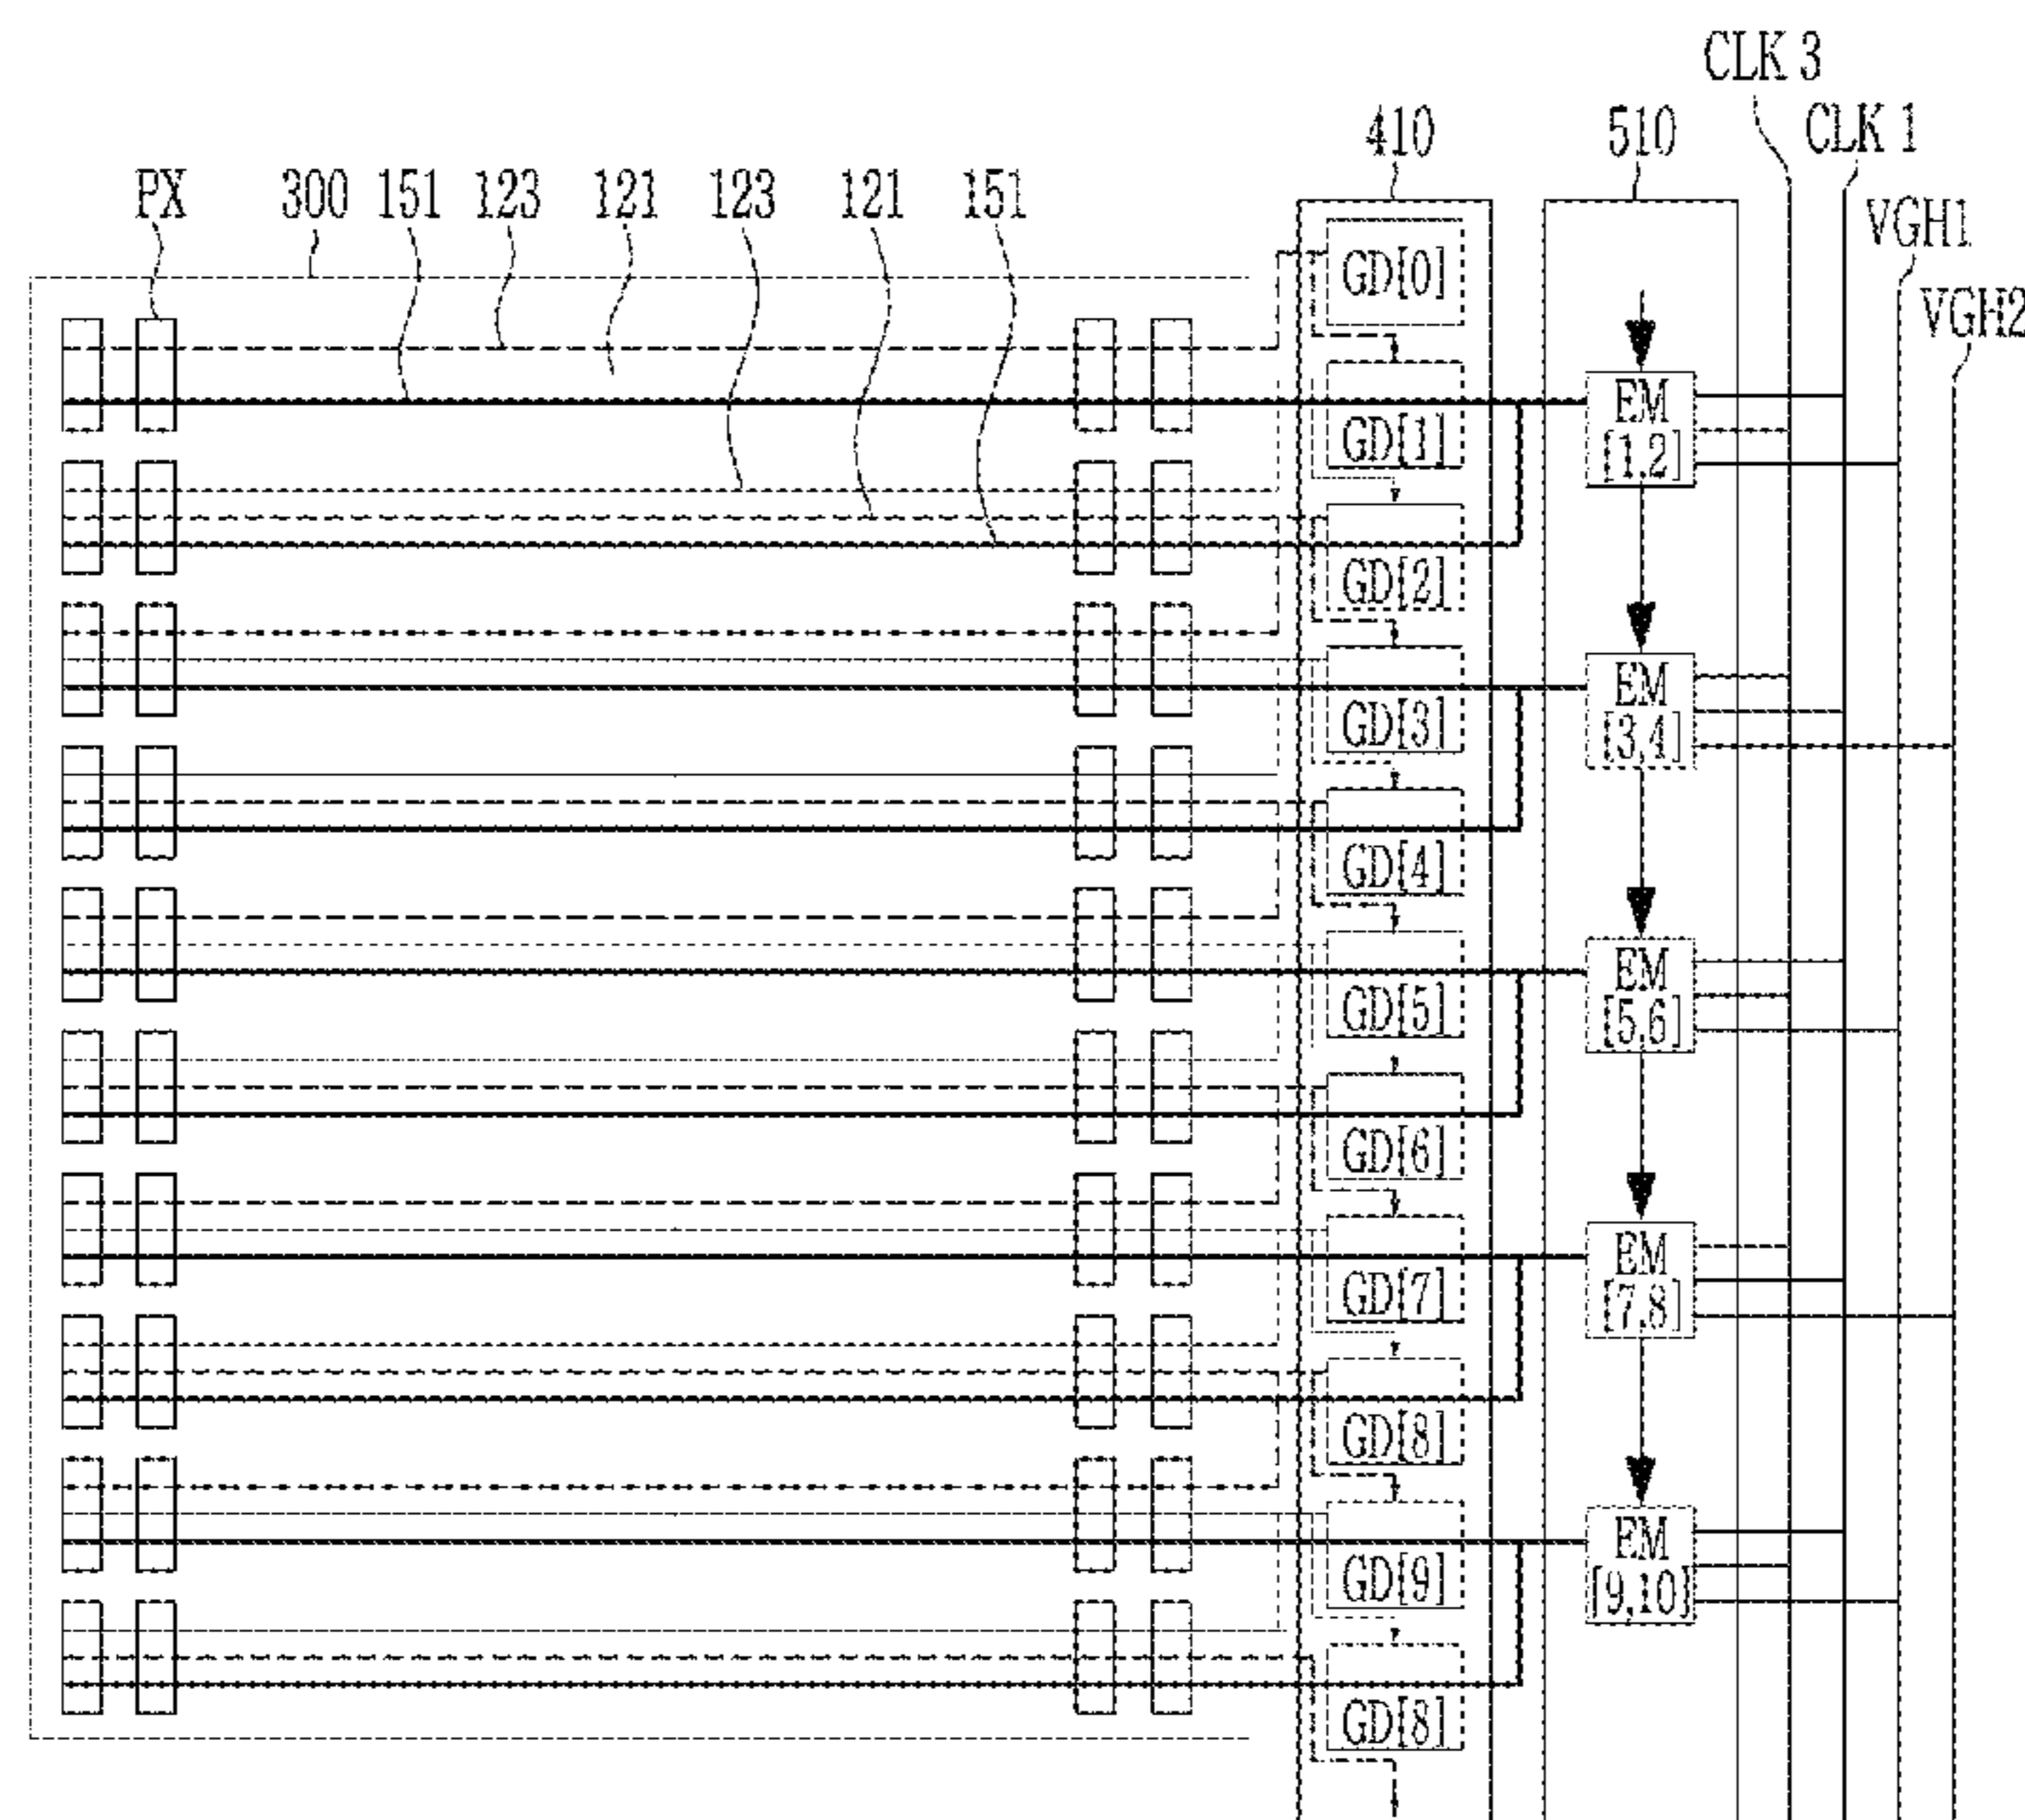 CLK 3
410
510
CLK 1
PX
300
151
123
121
123
121
151
VGH1
VGH2
GD[0]
GD[1]
EM
[1,2]
GD[2]
GD[3]
EM
[3,4]
GD[4]
GD[5]
EM
[5,6]
GD[6]
GD[7]
EM
[7,8]
GD[8]
GD[9]
EM
[9,10]
GD[8]